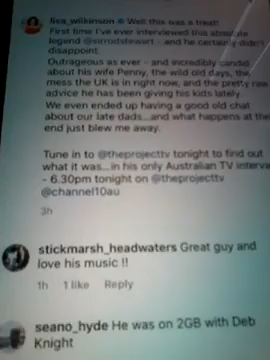 lisa_wilkinson Well this was a treat!
First time I've ever interviewed this absolute
legend @sirrodstewart - and he certainly didn't
disappoint.
Outrageous as ever - and incredibly candid
about his wife Penny, the wild old days, the
mess the UK is in right now, and the pretty raw
advice he has been giving his kids lately.
We even ended up having a good old chat
about our late dads...and what happens at the
end just blew me away.
Tune in to @theprojecttv tonight to find out
what it was...in his only Australian TV interview
- 6.30pm tonight on @theprojecttv
@channel10au
3h
stickmarsh_headwaters Great guy and
love his music !!
1h 1 like Reply
seano_hyde He was on 2GB with Deb
Knight